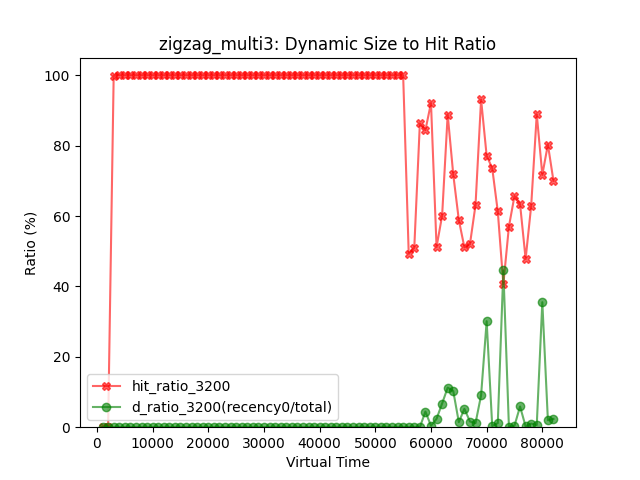 zigzag_multi3: Dynamic Size to Hit Ratio
100
80
60
40
20
0
Ratio (%)
hit_ratio_3200
d_ratio_3200(recency0/total)
0 10000 20000 30000 40000 50000 60000 70000 80000
Virtual Time